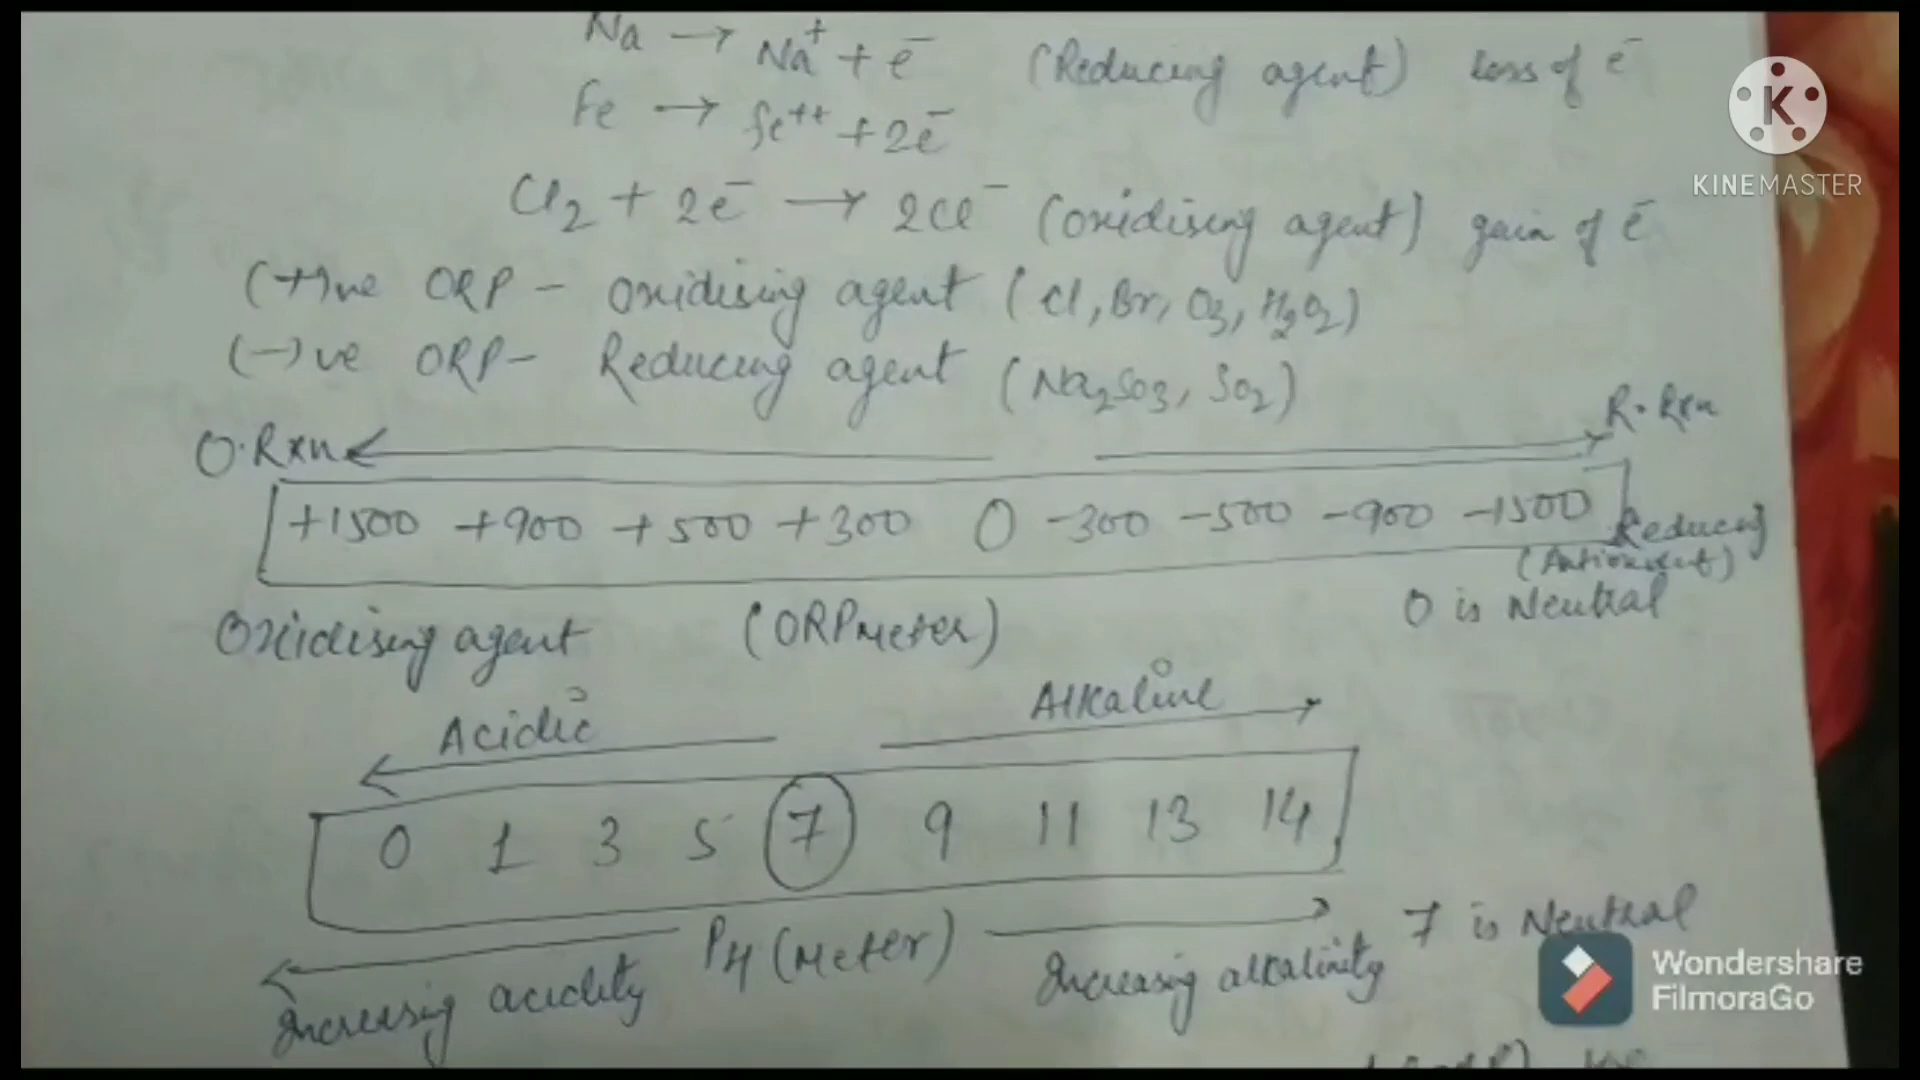 Na → Na⁺ + e⁻ (Reducing agent) loss of e⁻
Fe → Fe⁺⁺ + 2e⁻
Cl₂ + 2e⁻ → 2Cl⁻ (Oxidising agent) gain of e⁻
(+)ve ORP - Oxidising agent (Cl, Br, O₃, H₂O₂)
(-)ve ORP - Reducing agent (Na₂SO₃, SO₂)
O.Rxn ← → R.Rxn
+1500 +900 +500 +300 0 -300 -500 -900 -1500 Reducing
(Antioxidant)
Oxidising agent (ORP Meter) 0 is Neutral
Acidic Alkaline
0 1 3 5 7 9 11 13 14
PH (Meter) 7 is Neutral
Increasing acidity Increasing alkalinity
K
KINEMASTER
Wondershare
FilmoraGo